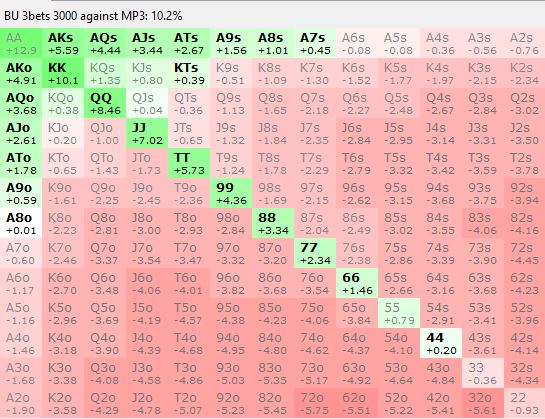 BU 3bets 3000 against MP3: 10.2%
AA AKs AQs AJs ATs A9s A8s A7s A6s A5s A4s A3s A2s
+12.9 +5.59 +4.44 +3.44 +2.67 +1.56 +1.01 +0.45 -0.08 -0.08 -0.36 -0.56 -0.76
AKo KK KQs KJs KTs K9s K8s K7s K6s K5s K4s K3s K2s
+4.91 +10.1 +1.35 +0.80 +0.39 -0.51 -1.09 -1.30 -1.52 -1.77 -1.97 -2.15 -2.34
AQo KQo QQ QJs QTs Q9s Q8s Q7s Q6s Q5s Q4s Q3s Q2s
+3.68 +0.38 +8.46 +0.04 -0.36 -1.13 -1.65 -2.18 -2.27 -2.48 -2.67 -2.84 -3.02
AJo KJo QJo JJ JTs J9s J8s J7s J6s J5s J4s J3s J2s
+2.61 -0.20 -1.00 +7.02 -0.65 -1.32 -1.84 -2.35 -2.84 -2.95 -3.14 -3.31 -3.50
ATo KTo QTo JTo TT T9s T8s T7s T6s T5s T4s T3s T2s
+1.78 -0.65 -1.43 -1.73 +5.73 -1.24 -1.78 -2.29 -2.79 -3.32 -3.42 -3.59 -3.78
A9o K9o Q9o J9o T9o 99 98s 97s 96s 95s 94s 93s 92s
+0.59 -1.61 -2.25 -2.45 -2.36 +4.36 -1.69 -2.15 -2.62 -3.15 -3.68 -3.75 -3.94
A8o K8o Q8o J8o T8o 98o 88 87s 86s 85s 84s 83s 82s
+0.01 -2.23 -2.81 -3.00 -2.93 -2.84 +3.34 -2.04 -2.49 -3.02 -3.55 -4.06 -4.16
A7o K7o Q7o J7o T7o 97o 87o 77 76s 75s 74s 73s 72s
-0.60 -2.46 -3.37 -3.54 -3.47 -3.32 -3.20 +2.34 -2.38 -2.86 -3.39 -3.90 -4.45
A6o K6o Q6o J6o T6o 96o 86o 76o 66 65s 64s 63s 62s
-1.17 -2.70 -3.48 -4.06 -4.01 -3.82 -3.68 -3.54 +1.46 -2.66 -3.16 -3.68 -4.23
A5o K5o Q5o J5o T5o 95o 85o 75o 65o 55 54s 53s 52s
-1.16 -2.96 -3.69 -4.19 -4.57 -4.38 -4.23 -4.06 -3.84 +0.79 -2.91 -3.41 -3.96
A4o K4o Q4o J4o T4o 94o 84o 74o 64o 54o 44 43s 42s
-1.46 -3.18 -3.90 -4.39 -4.68 -4.95 -4.80 -4.62 -4.37 -4.10 +0.20 -3.61 -4.14
A3o K3o Q3o J3o T3o 93o 83o 73o 63o 53o 43o 33 32s
-1.68 -3.38 -4.08 -4.58 -4.86 -5.03 -5.35 -5.17 -4.92 -4.64 -4.84 -0.36 -4.34
A2o K2o Q2o J2o T2o 92o 82o 72o 62o 52o 42o 32o 22
-1.90 -3.58 -4.29 -4.78 -5.07 -5.23 -5.45 -5.75 -5.51 -5.22 -5.41 -5.61 -0.93